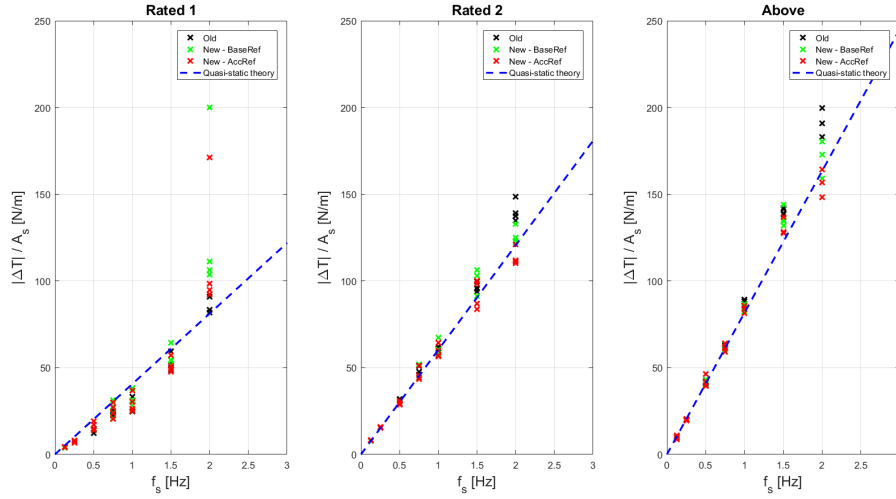 Rated 1
250
200
150
100
50
0
|ΔT| / A_s [N/m]
Old
New - BaseRef
New - AccRef
Quasi-static theory
0 0.5 1 1.5 2 2.5 3
f_s [Hz]
Rated 2
250
200
150
100
50
0
|ΔT| / A_s [N/m]
Old
New - BaseRef
New - AccRef
Quasi-static theory
0 0.5 1 1.5 2 2.5 3
f_s [Hz]
Above
250
200
150
100
50
0
|ΔT| / A_s [N/m]
Old
New - BaseRef
New - AccRef
Quasi-static theory
0 0.5 1 1.5 2 2.5
f_s [Hz]